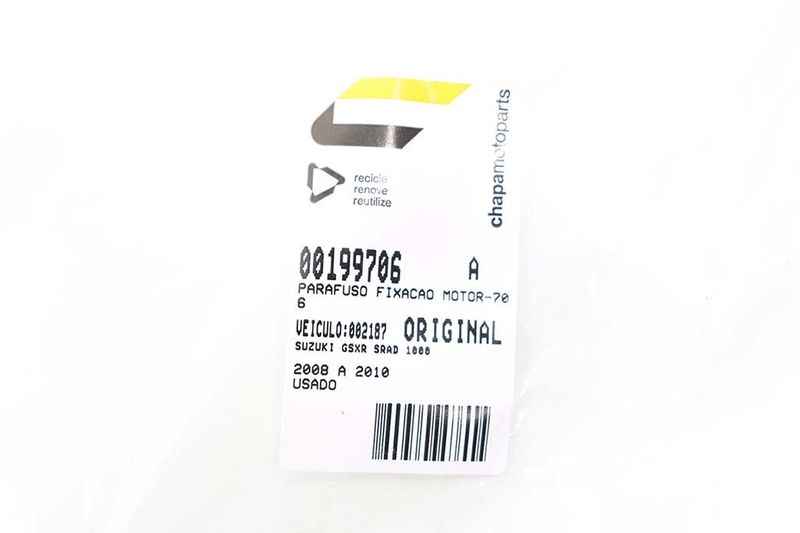 chapamotoparts
recicle
renove
reutilize
00199706 A
PARAFUSO FIXACAO MOTOR-70
6
VEICULO:002187 ORIGINAL
SUZUKI GSXR SRAD 1000
2008 A 2010
USADO